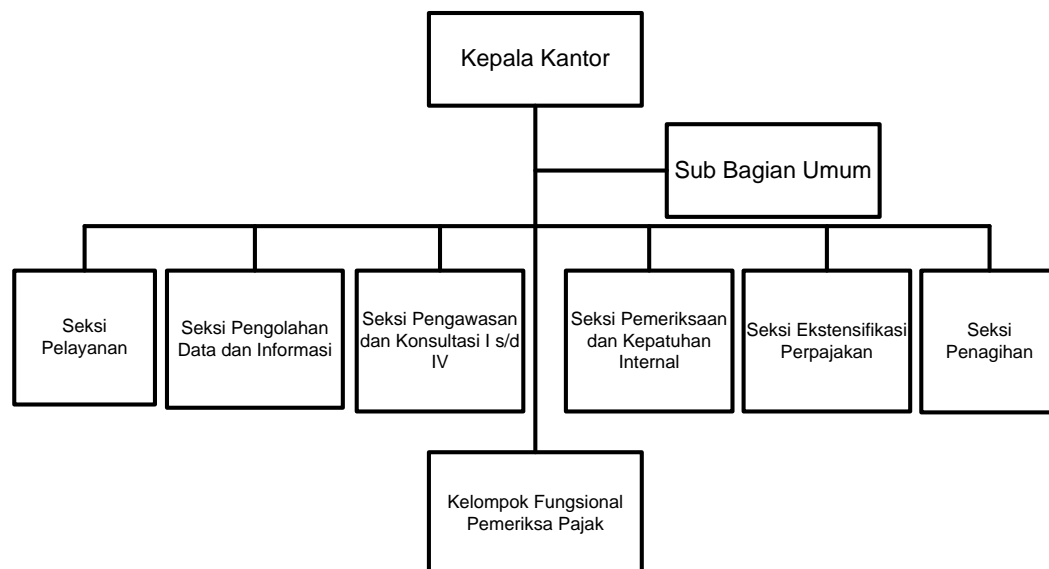 Kepala Kantor
Sub Bagian Umum
Seksi
Pelayanan
Seksi Pengolahan
Data dan Informasi
Seksi Pengawasan
dan Konsultasi I s/d
IV
Seksi Pemeriksaan
dan Kepatuhan
Internal
Seksi Ekstensifikasi
Perpajakan
Seksi
Penagihan
Kelompok Fungsional
Pemeriksa Pajak